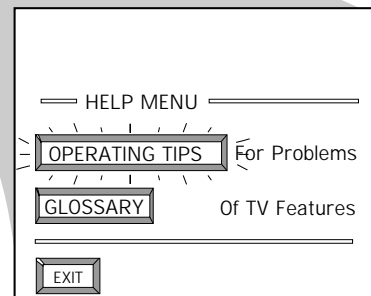 HELP MENU
OPERATING TIPS For Problems
GLOSSARY Of TV Features
EXIT